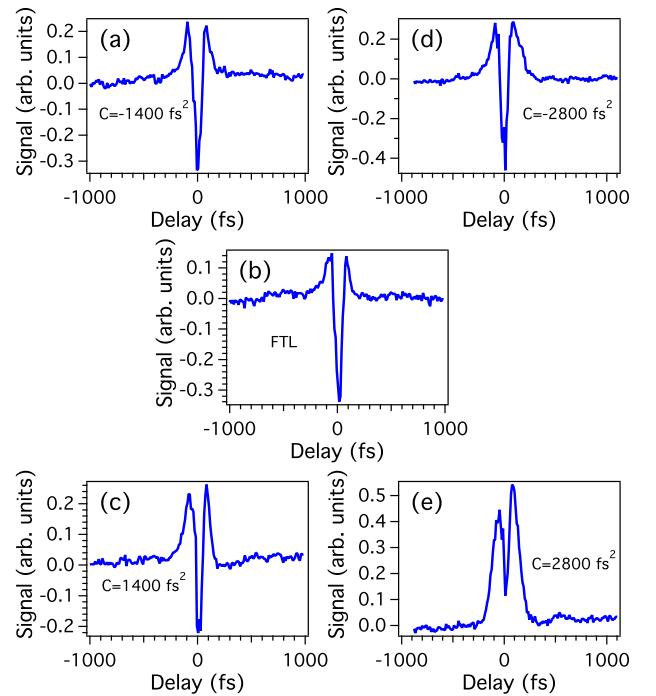 (a)
Signal (arb. units)
0.2
0.1
0.0
-0.1
-0.2
-0.3
C=-1400 fs2
-1000 0 1000
Delay (fs)
(d)
Signal (arb. units)
0.2
0.0
-0.2
-0.4
C=-2800 fs2
-1000 0 1000
Delay (fs)
(b)
Signal (arb. units)
0.1
0.0
-0.1
-0.2
-0.3
FTL
-1000 0 1000
Delay (fs)
(c)
Signal (arb. units)
0.2
0.1
0.0
-0.1
-0.2
C=1400 fs2
-1000 0 1000
Delay (fs)
(e)
Signal (arb. units)
0.5
0.4
0.3
0.2
0.1
0.0
C=2800 fs2
-1000 0 1000
Delay (fs)